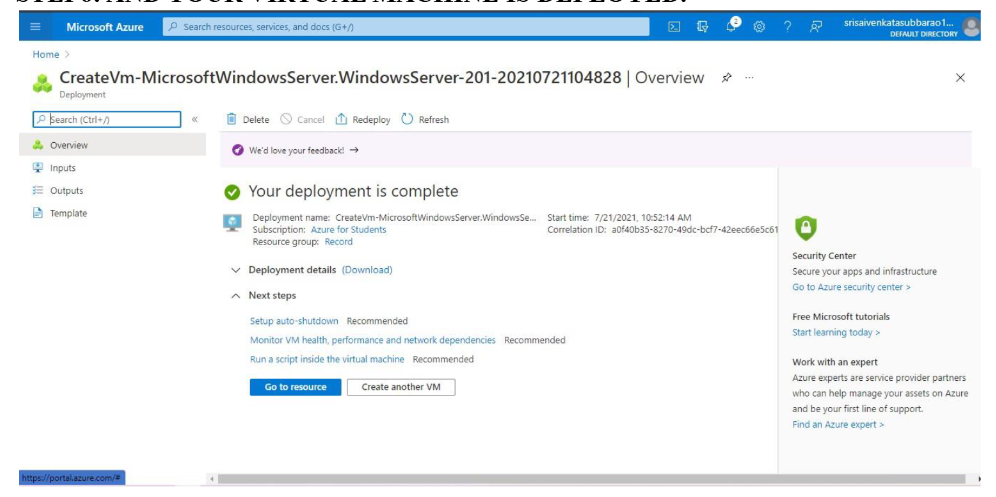 STEP6: AND YOUR VIRTUAL MACHINE IS DEPLOYED.
Microsoft Azure
Search resources, services, and docs (G+/)
srisaivenkatasubbarao1...
DEFAULT DIRECTORY
Home >
CreateVm-MicrosoftWindowsServer.WindowsServer-201-20210721104828 | Overview
Deployment
Search (Ctrl+/)
«
Delete Cancel Redeploy Refresh
Overview
Inputs
Outputs
Template
We'd love your feedback! →
Your deployment is complete
Deployment name: CreateVm-MicrosoftWindowsServer.WindowsSe... Start time: 7/21/2021, 10:52:14 AM
Subscription: Azure for Students Correlation ID: a0f40b35-8270-49dc-bcf7-42eec66e5c61
Resource group: Record
Deployment details (Download)
Next steps
Setup auto-shutdown Recommended
Monitor VM health, performance and network dependencies Recommended
Run a script inside the virtual machine Recommended
Go to resource Create another VM
Security Center
Secure your apps and infrastructure
Go to Azure security center >
Free Microsoft tutorials
Start learning today >
Work with an expert
Azure experts are service provider partners
who can help manage your assets on Azure
and be your first line of support.
Find an Azure expert >
https://portal.azure.com/#